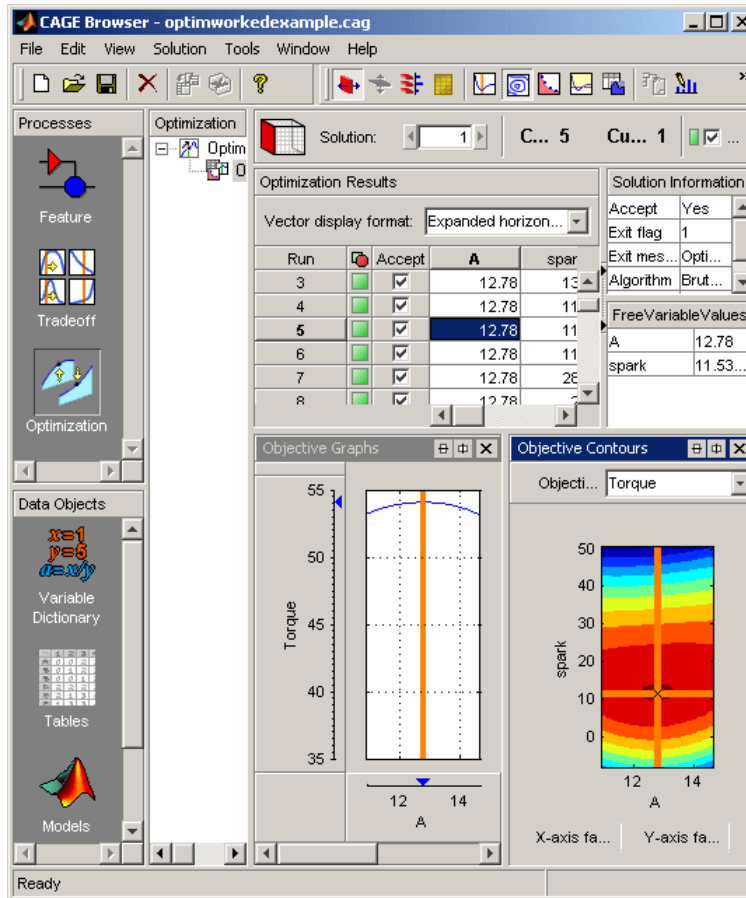 CAGE Browser - optimworkedexample.cag
File Edit View Solution Tools Window Help
Processes
Feature
Tradeoff
Optimization
Data Objects
x=1
y=5
a=x/y
Variable
Dictionary
Tables
Models
Optimization
Optim
O
Solution: 1 C... 5 Cu... 1 ...
Optimization Results
Vector display format: Expanded horizon...
Run Accept A spar
3 12.78 13
4 12.78 11
5 12.78 11
6 12.78 11
7 12.78 28
8 12.78
Solution Information
Accept Yes
Exit flag 1
Exit mes... Opti...
Algorithm Brut...
FreeVariableValues
A 12.78
spark 11.53...
Objective Graphs
55
50
45
40
35
Torque
12 14
A
Objective Contours
Objecti... Torque
50
40
30
20
10
0
spark
12 14
A
X-axis fa... Y-axis fa...
Ready